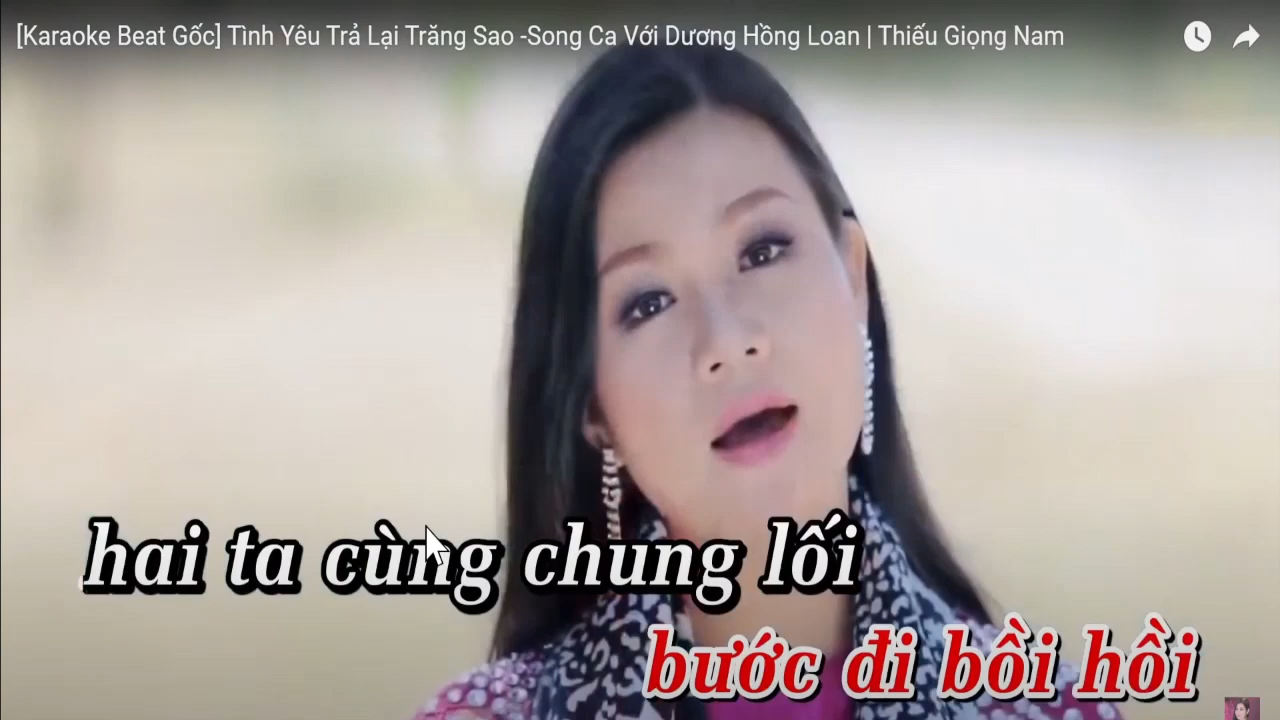 [Karaoke Beat Gốc] Tình Yêu Trả Lại Trăng Sao -Song Ca Với Dương Hồng Loan | Thiếu Giọng Nam
hai ta cùng chung lối
bước đi bồi hồi